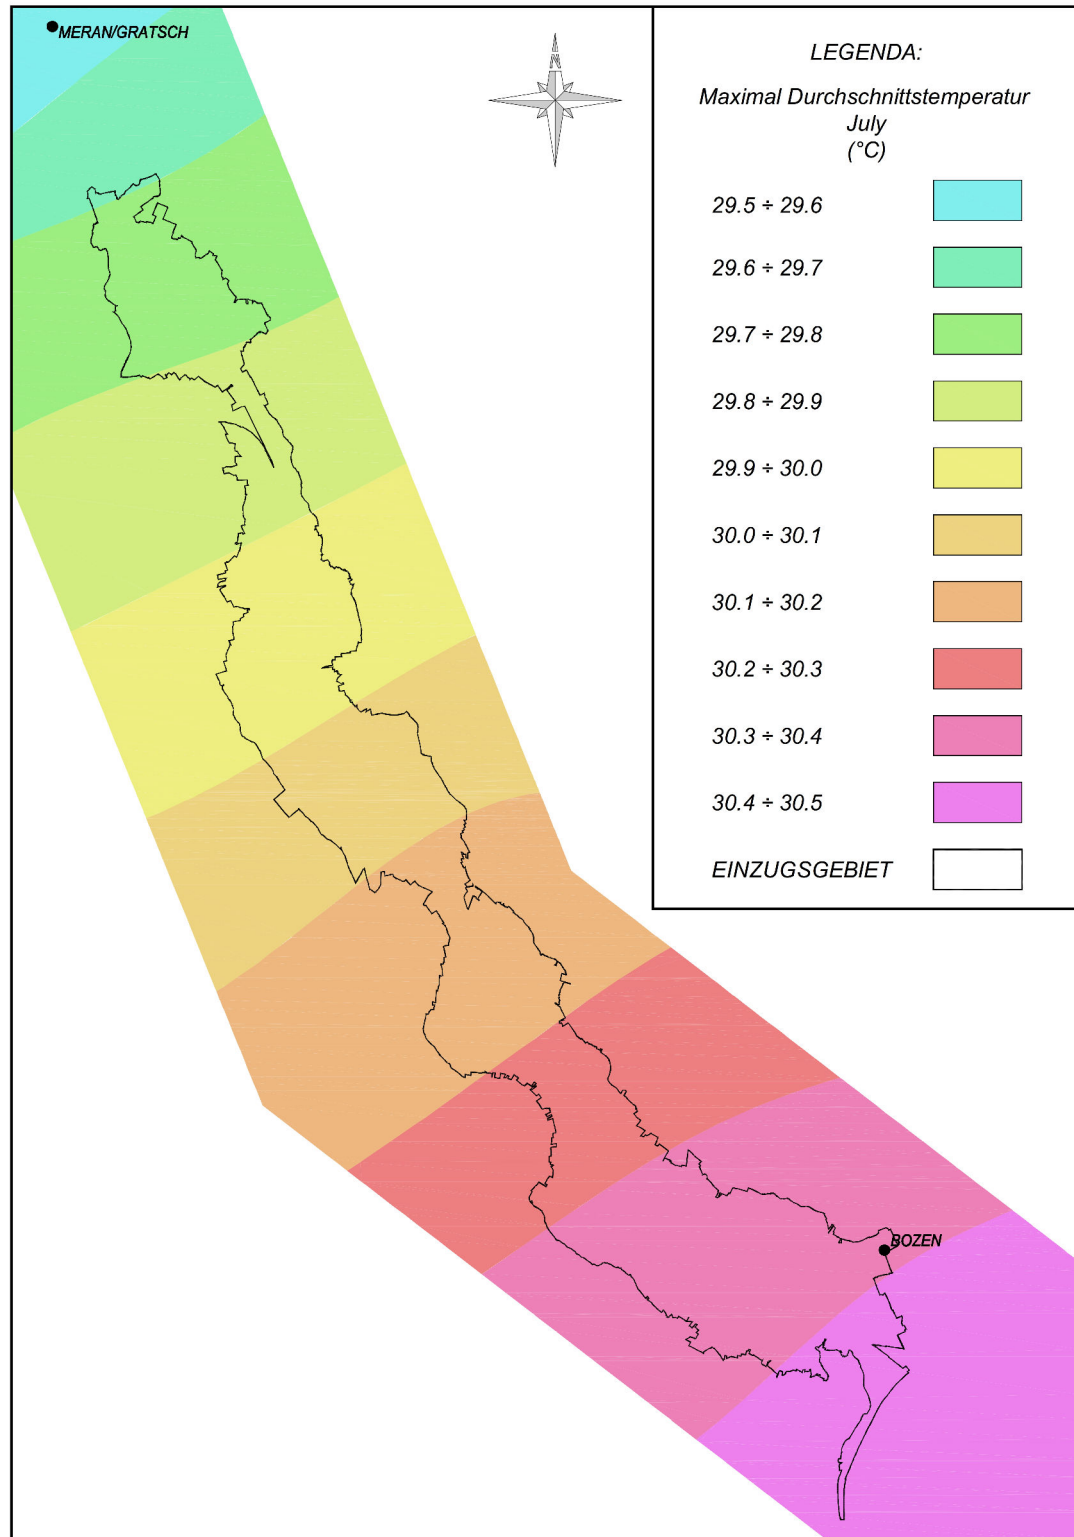 MERAN/GRATSCH
N
LEGENDA:
Maximal Durchschnittstemperatur
July
(°C)
29.5 ÷ 29.6
29.6 ÷ 29.7
29.7 ÷ 29.8
29.8 ÷ 29.9
29.9 ÷ 30.0
30.0 ÷ 30.1
30.1 ÷ 30.2
30.2 ÷ 30.3
30.3 ÷ 30.4
30.4 ÷ 30.5
EINZUGSGEBIET
BOZEN